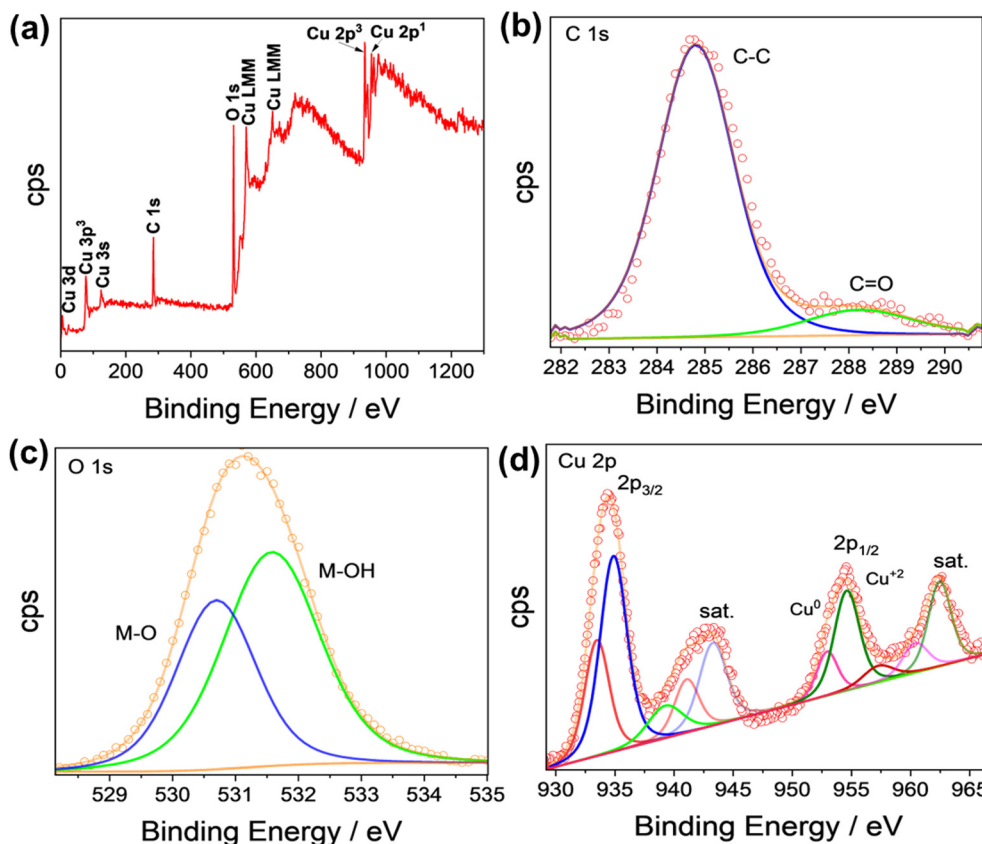 (a)
Cu 3d
Cu 3p³
Cu 3s
C 1s
O 1s
Cu LMM
Cu LMM
Cu 2p³
Cu 2p¹
cps
0 200 400 600 800 1000 1200
Binding Energy / eV
(b)
C 1s
C-C
C=O
cps
282 283 284 285 286 287 288 289 290
Binding Energy / eV
(c)
O 1s
M-O
M-OH
cps
529 530 531 532 533 534 535
Binding Energy / eV
(d)
Cu 2p
2p₃/₂
sat.
2p₁/₂
Cu⁰
Cu⁺²
sat.
cps
930 935 940 945 950 955 960 965
Binding Energy / eV